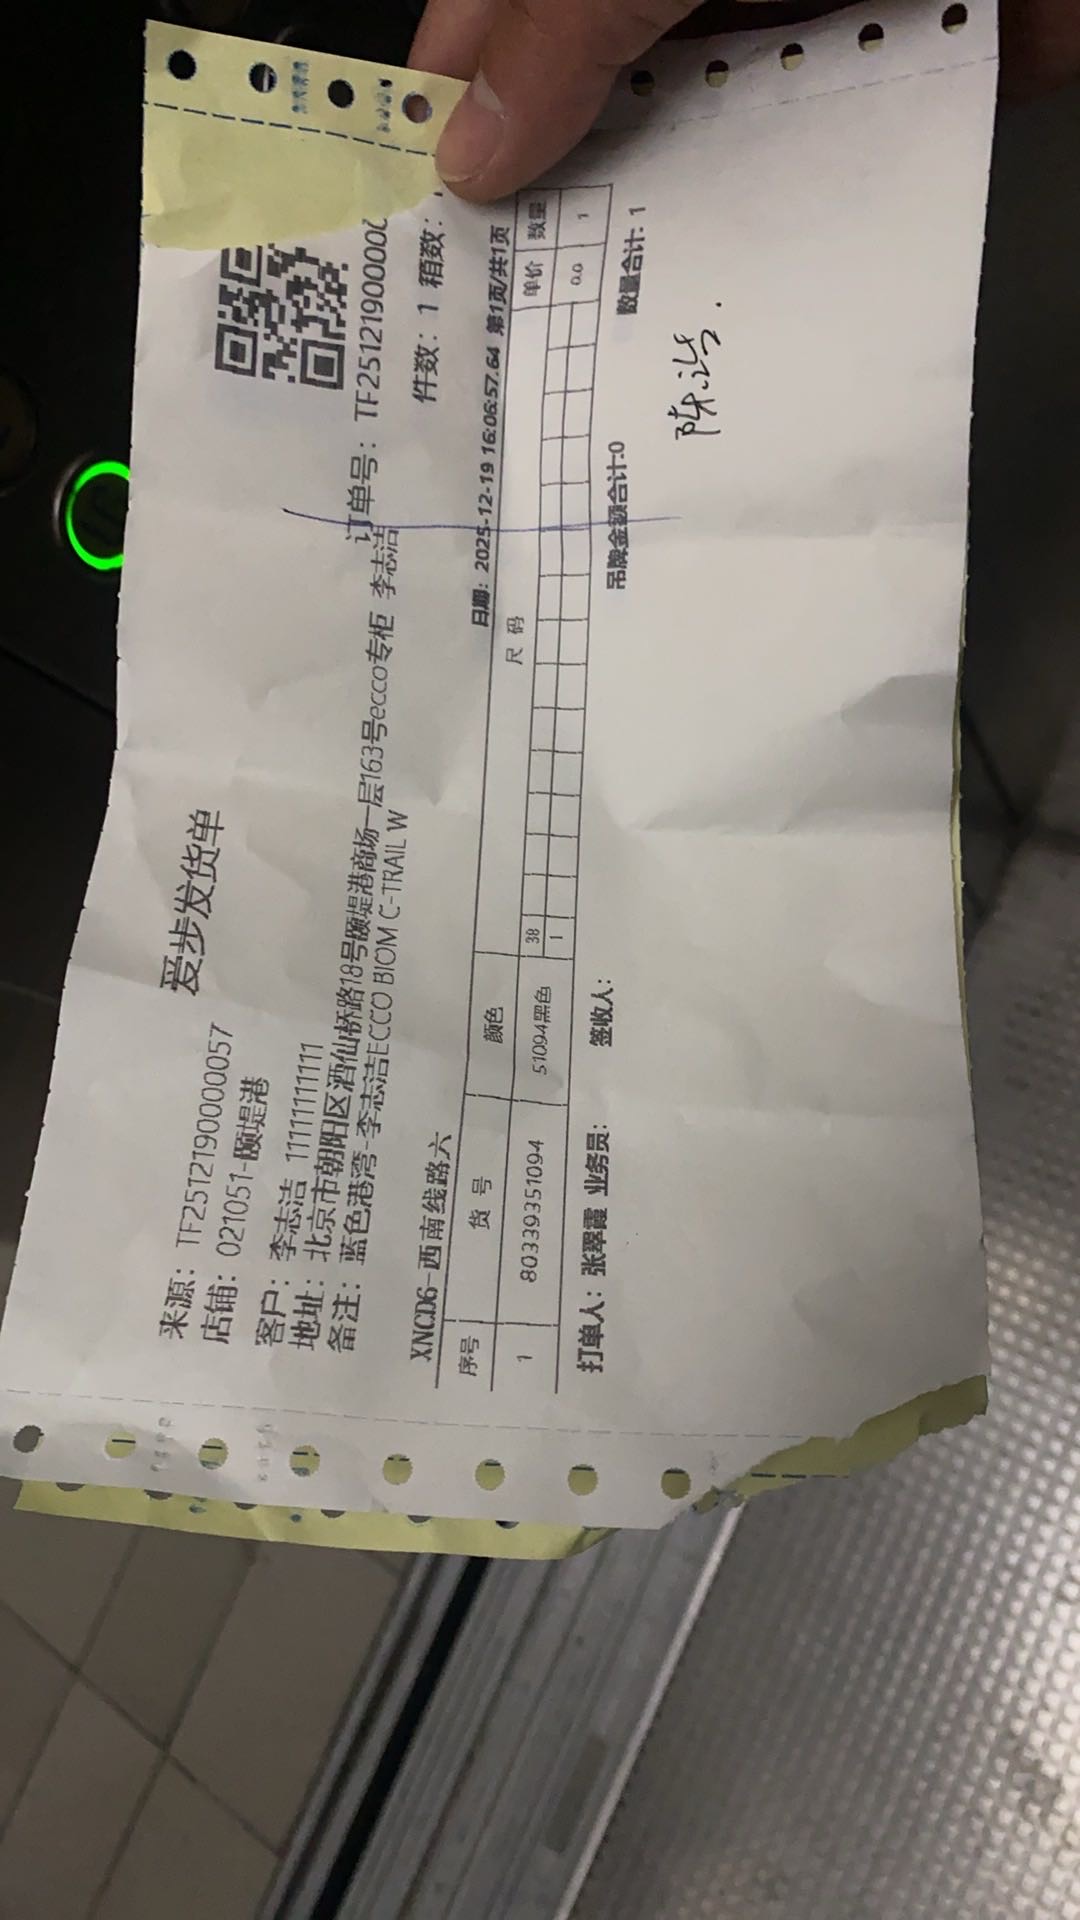 爱步发货单
来源：TF2512190000057
店铺：021051-颐堤港
订单号：TF2512190000
客户：李志洁 11111111111
地址：北京市朝阳区酒仙桥路18号颐堤港商场一层163号ecco专柜 李志洁
备注：蓝色港湾-李志洁ECCO BIOM C-TRAIL W
件数：1 箱数：
XNCD6-西南线路六
日期：2025-12-19 16:06:57.64 第1页/共1页
序号 货号 颜色 尺码 单价 数量
38
1 80339351094 51094黑色 1 0.0 1
打单人：张翠霞 业务员： 签收人： 吊牌金额合计:0 数量合计：1
陈浩.